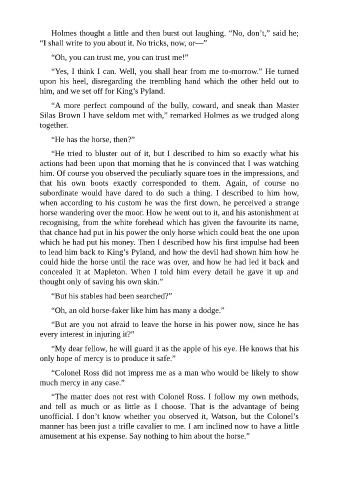 Holmes thought a little and then burst out laughing. “No, don’t,” said he;
“I shall write to you about it. No tricks, now, or—”
“Oh, you can trust me, you can trust me!”
“Yes, I think I can. Well, you shall hear from me to-morrow.” He turned
upon his heel, disregarding the trembling hand which the other held out to
him, and we set off for King’s Pyland.
“A more perfect compound of the bully, coward, and sneak than Master
Silas Brown I have seldom met with,” remarked Holmes as we trudged along
together.
“He has the horse, then?”
“He tried to bluster out of it, but I described to him so exactly what his
actions had been upon that morning that he is convinced that I was watching
him. Of course you observed the peculiarly square toes in the impressions, and
that his own boots exactly corresponded to them. Again, of course no
subordinate would have dared to do such a thing. I described to him how,
when according to his custom he was the first down, he perceived a strange
horse wandering over the moor. How he went out to it, and his astonishment at
recognising, from the white forehead which has given the favourite its name,
that chance had put in his power the only horse which could beat the one upon
which he had put his money. Then I described how his first impulse had been
to lead him back to King’s Pyland, and how the devil had shown him how he
could hide the horse until the race was over, and how he had led it back and
concealed it at Mapleton. When I told him every detail he gave it up and
thought only of saving his own skin.”
“But his stables had been searched?”
“Oh, an old horse-faker like him has many a dodge.”
“But are you not afraid to leave the horse in his power now, since he has
every interest in injuring it?”
“My dear fellow, he will guard it as the apple of his eye. He knows that his
only hope of mercy is to produce it safe.”
“Colonel Ross did not impress me as a man who would be likely to show
much mercy in any case.”
“The matter does not rest with Colonel Ross. I follow my own methods,
and tell as much or as little as I choose. That is the advantage of being
unofficial. I don’t know whether you observed it, Watson, but the Colonel’s
manner has been just a trifle cavalier to me. I am inclined now to have a little
amusement at his expense. Say nothing to him about the horse.”